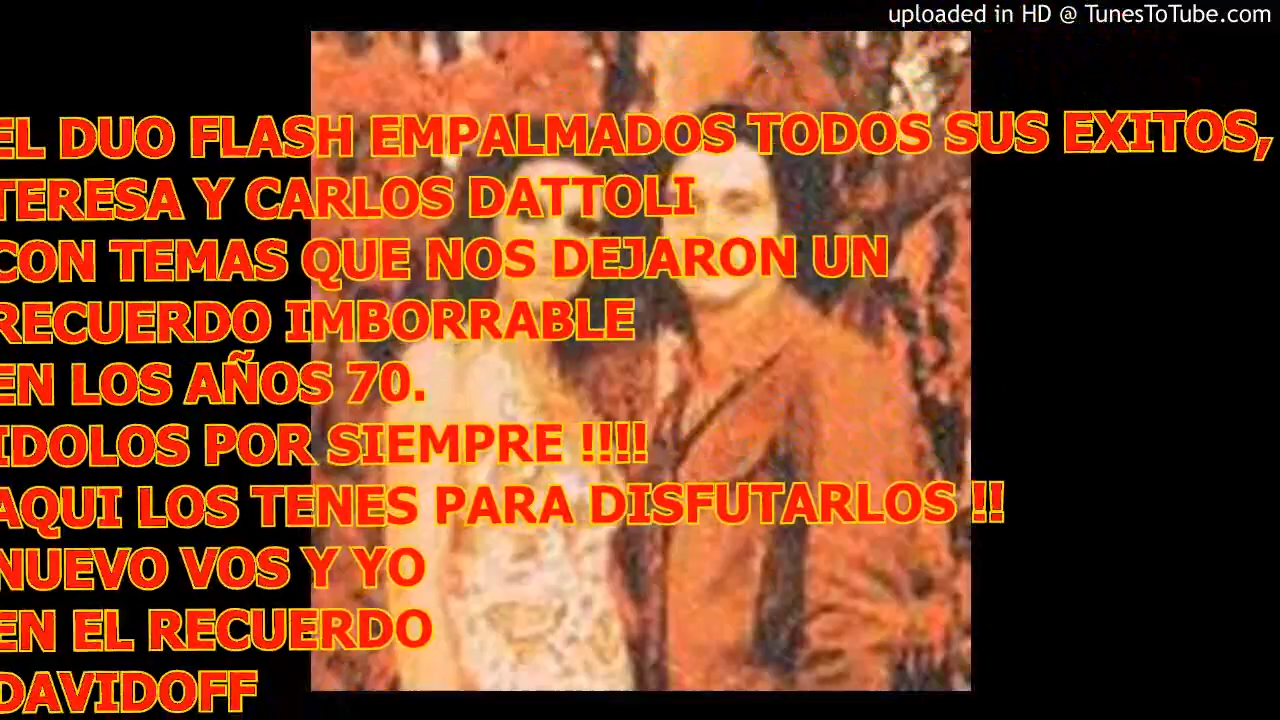 uploaded in HD @ TunesToTube.com
EL DUO FLASH EMPALMADOS TODOS SUS EXITOS,
TERESA Y CARLOS DATTOLI
CON TEMAS QUE NOS DEJARON UN
RECUERDO IMBORRABLE
EN LOS AÑOS 70.
IDOLOS POR SIEMPRE !!!!
AQUI LOS TENES PARA DISFUTARLOS !!
NUEVO VOS Y YO
EN EL RECUERDO
DAVIDOFF